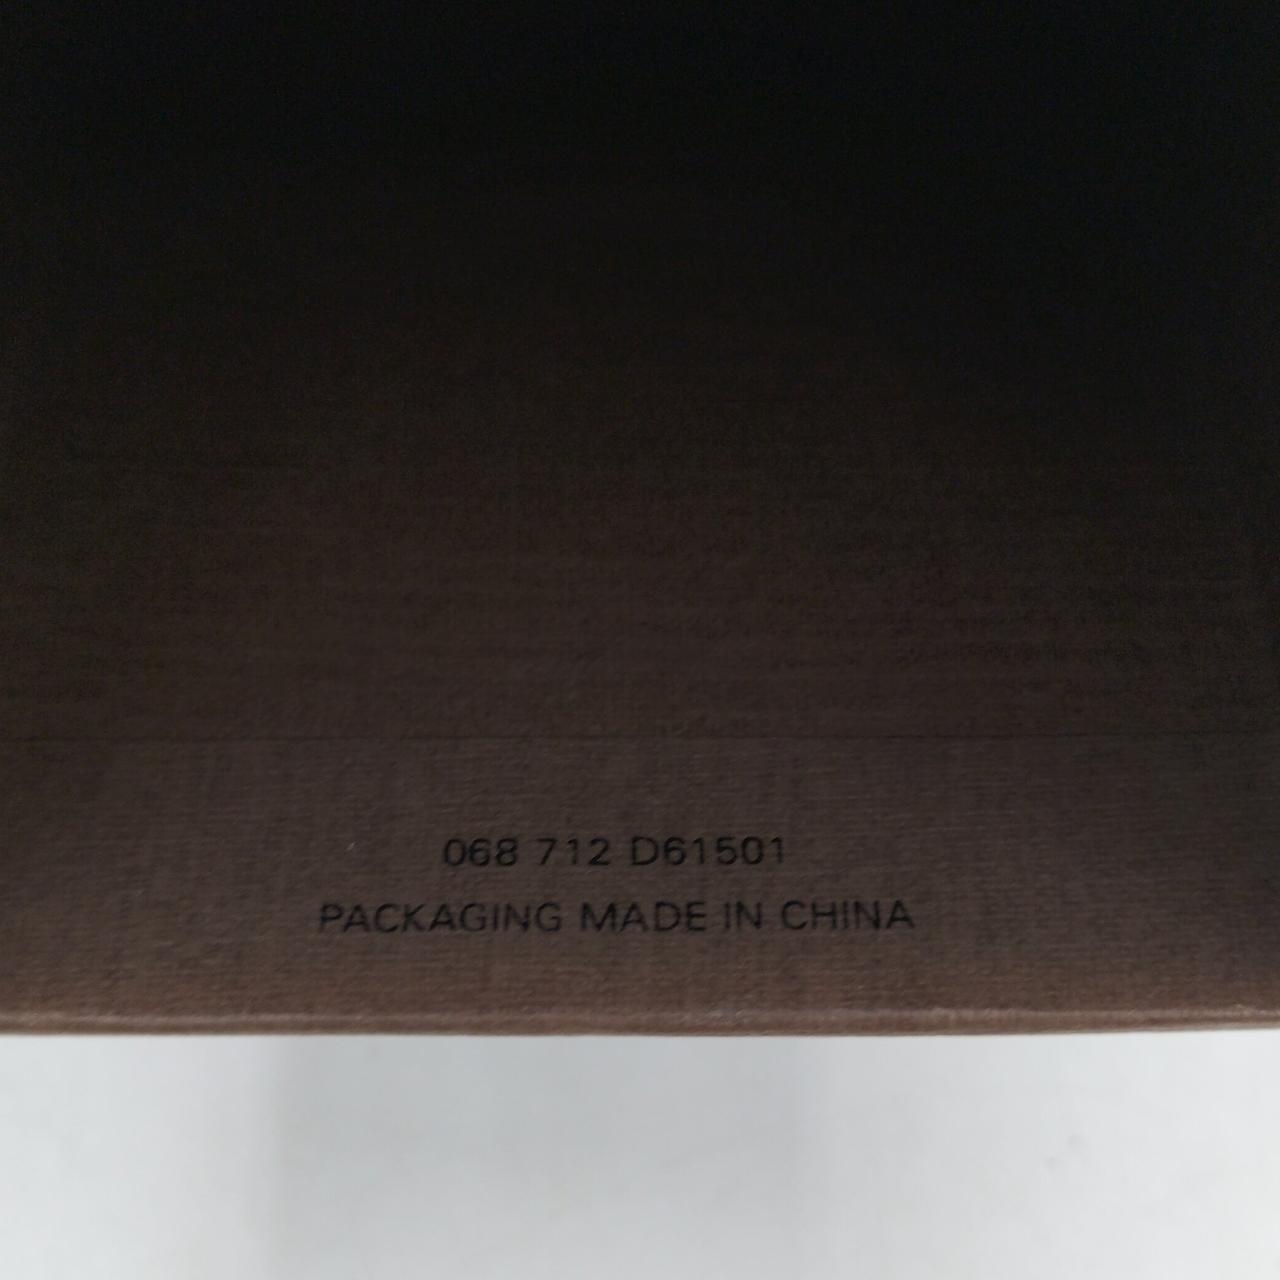 068 712 D61501
PACKAGING MADE IN CHINA